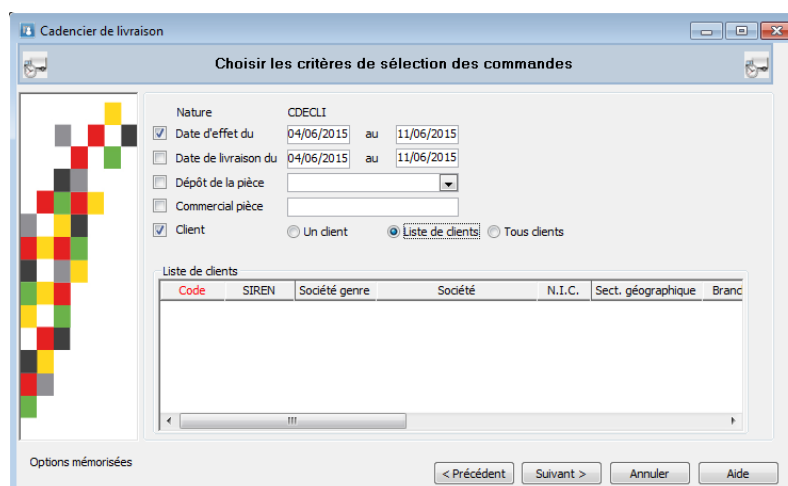 Cadencier de livraison
Choisir les critères de sélection des commandes
Nature CDECLI
Date d'effet du 04/06/2015 au 11/06/2015
Date de livraison du 04/06/2015 au 11/06/2015
Dépôt de la pièce
Commercial pièce
Client Un client Liste de clients Tous clients
Liste de clients
Code SIREN Société genre Société N.I.C. Sect. géographique Branc
Options mémorisées
< Précédent Suivant > Annuler Aide